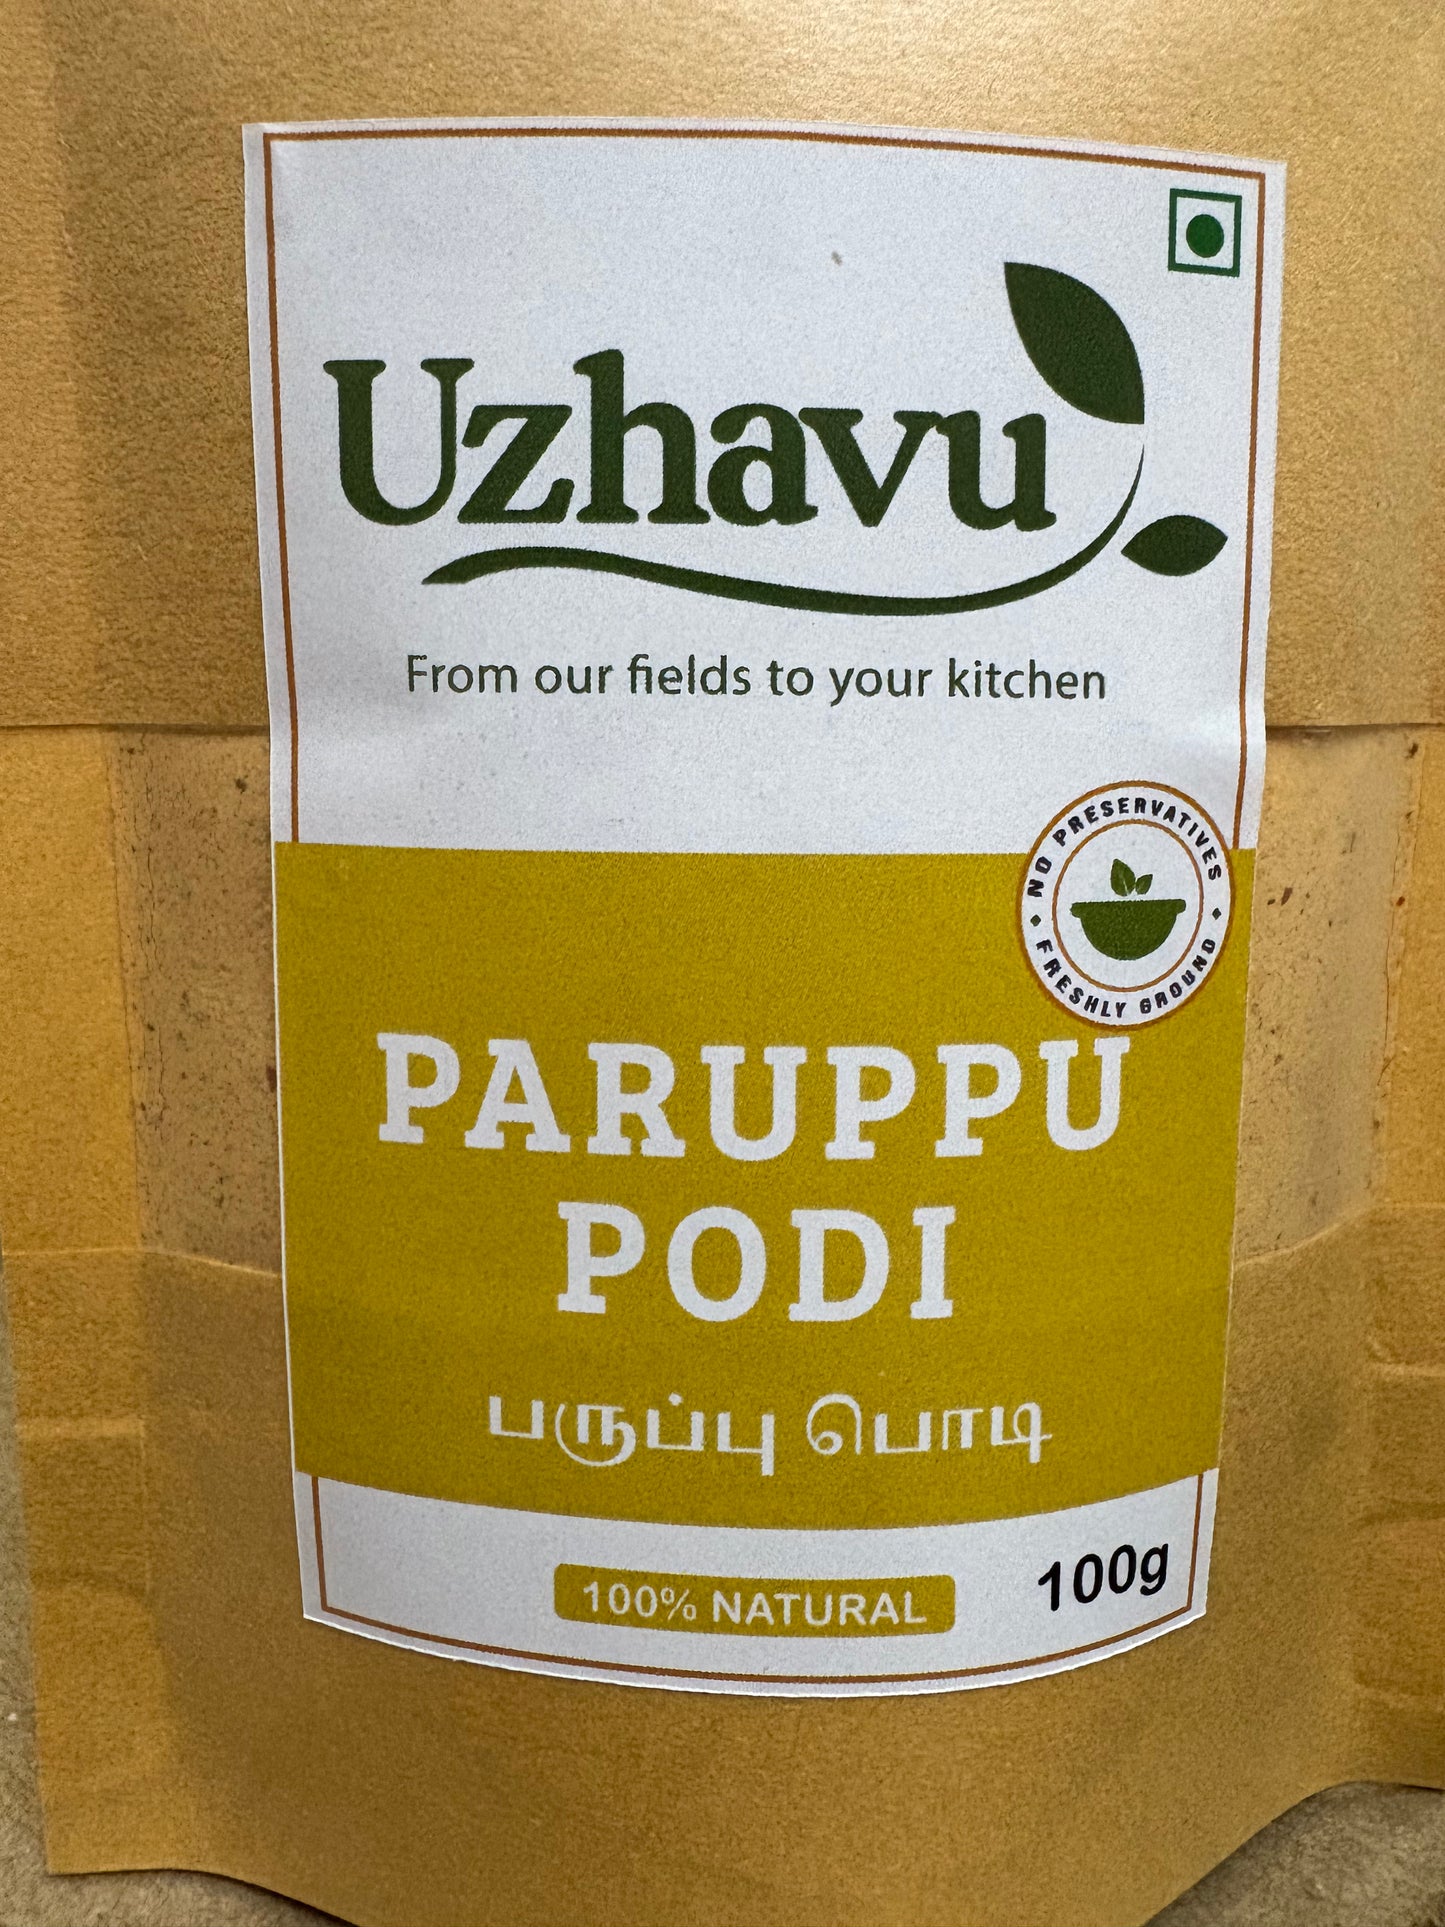 Uzhavu
From our fields to your kitchen
NO PRESERVATIVES
FRESHLY GROUND
PARUPPU
PODI
பருப்பு பொடி
100% NATURAL
100g